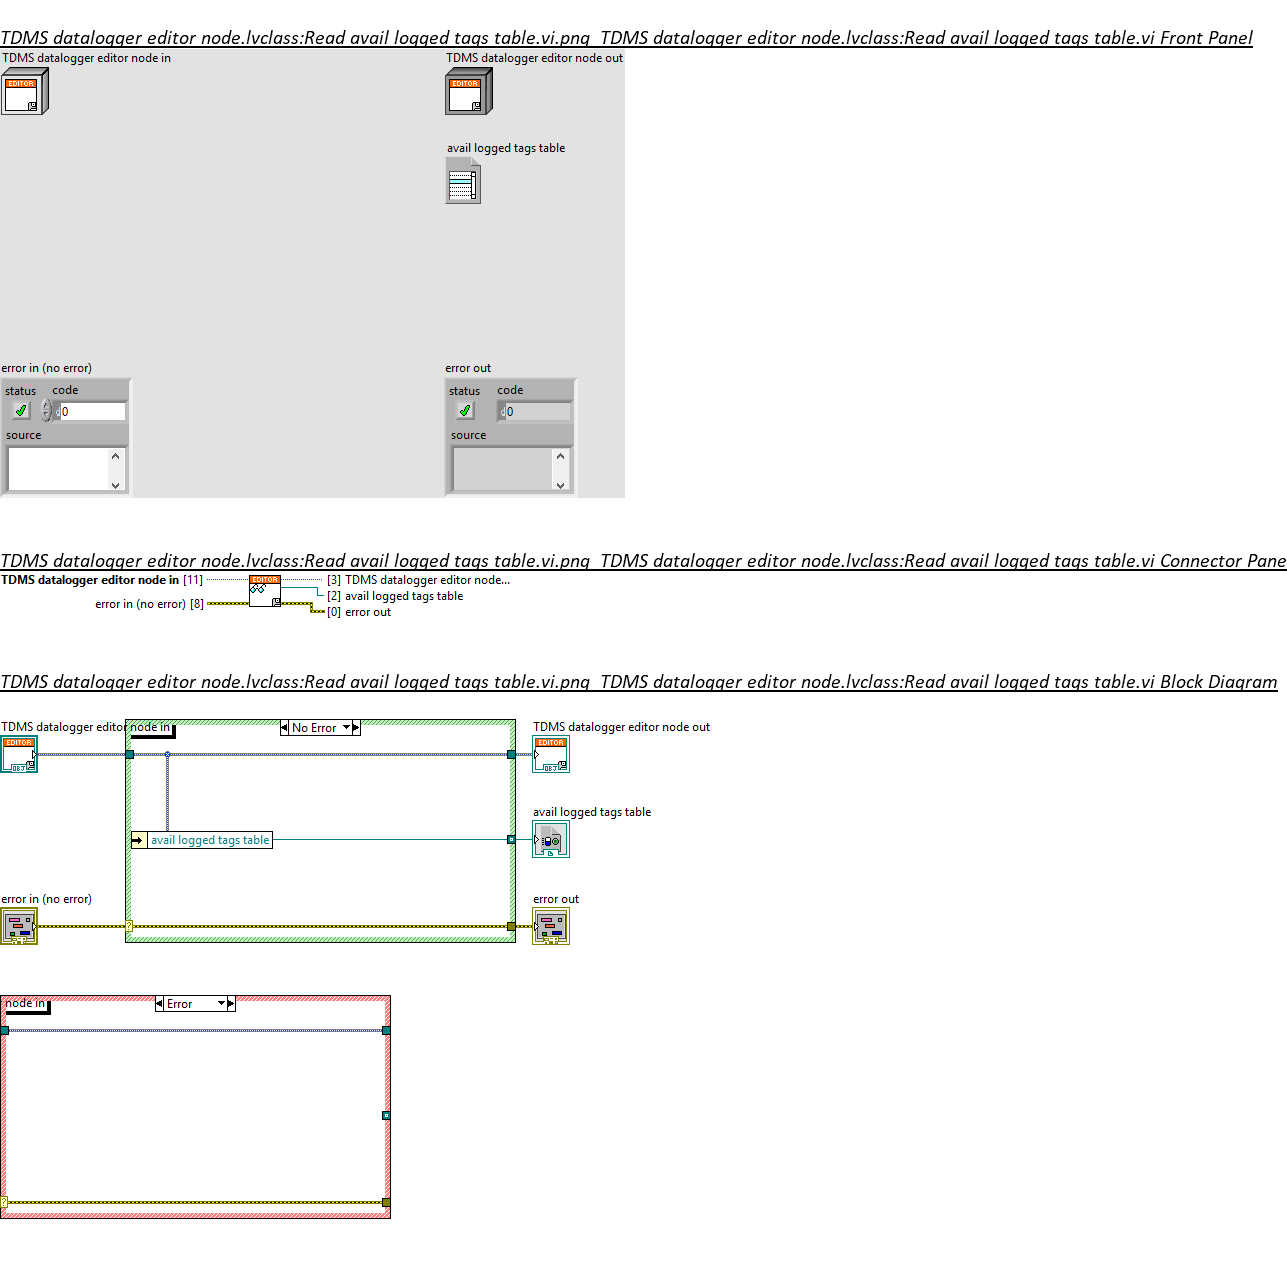 TDMS datalogger editor node.lvclass:Read avail logged tags table.vi.png  TDMS datalogger editor node.lvclass:Read avail logged tags table.vi Front Panel
TDMS datalogger editor node in
TDMS datalogger editor node out
EDITOR
EDITOR
avail logged tags table
error in (no error)
error out
status
code
status
code
d
0
d
0
source
source
TDMS datalogger editor node.lvclass:Read avail logged tags table.vi.png  TDMS datalogger editor node.lvclass:Read avail logged tags table.vi Connector Pane
TDMS datalogger editor node in [11]
EDITOR
[3] TDMS datalogger editor node...
[2] avail logged tags table
error in (no error) [8]
[0] error out
TDMS datalogger editor node.lvclass:Read avail logged tags table.vi.png  TDMS datalogger editor node.lvclass:Read avail logged tags table.vi Block Diagram
TDMS datalogger editor node in
No Error
TDMS datalogger editor node out
EDITOR
OBJ
EDITOR
OBJ
avail logged tags table
avail logged tags table
error in (no error)
error out
?
node in
Error
?